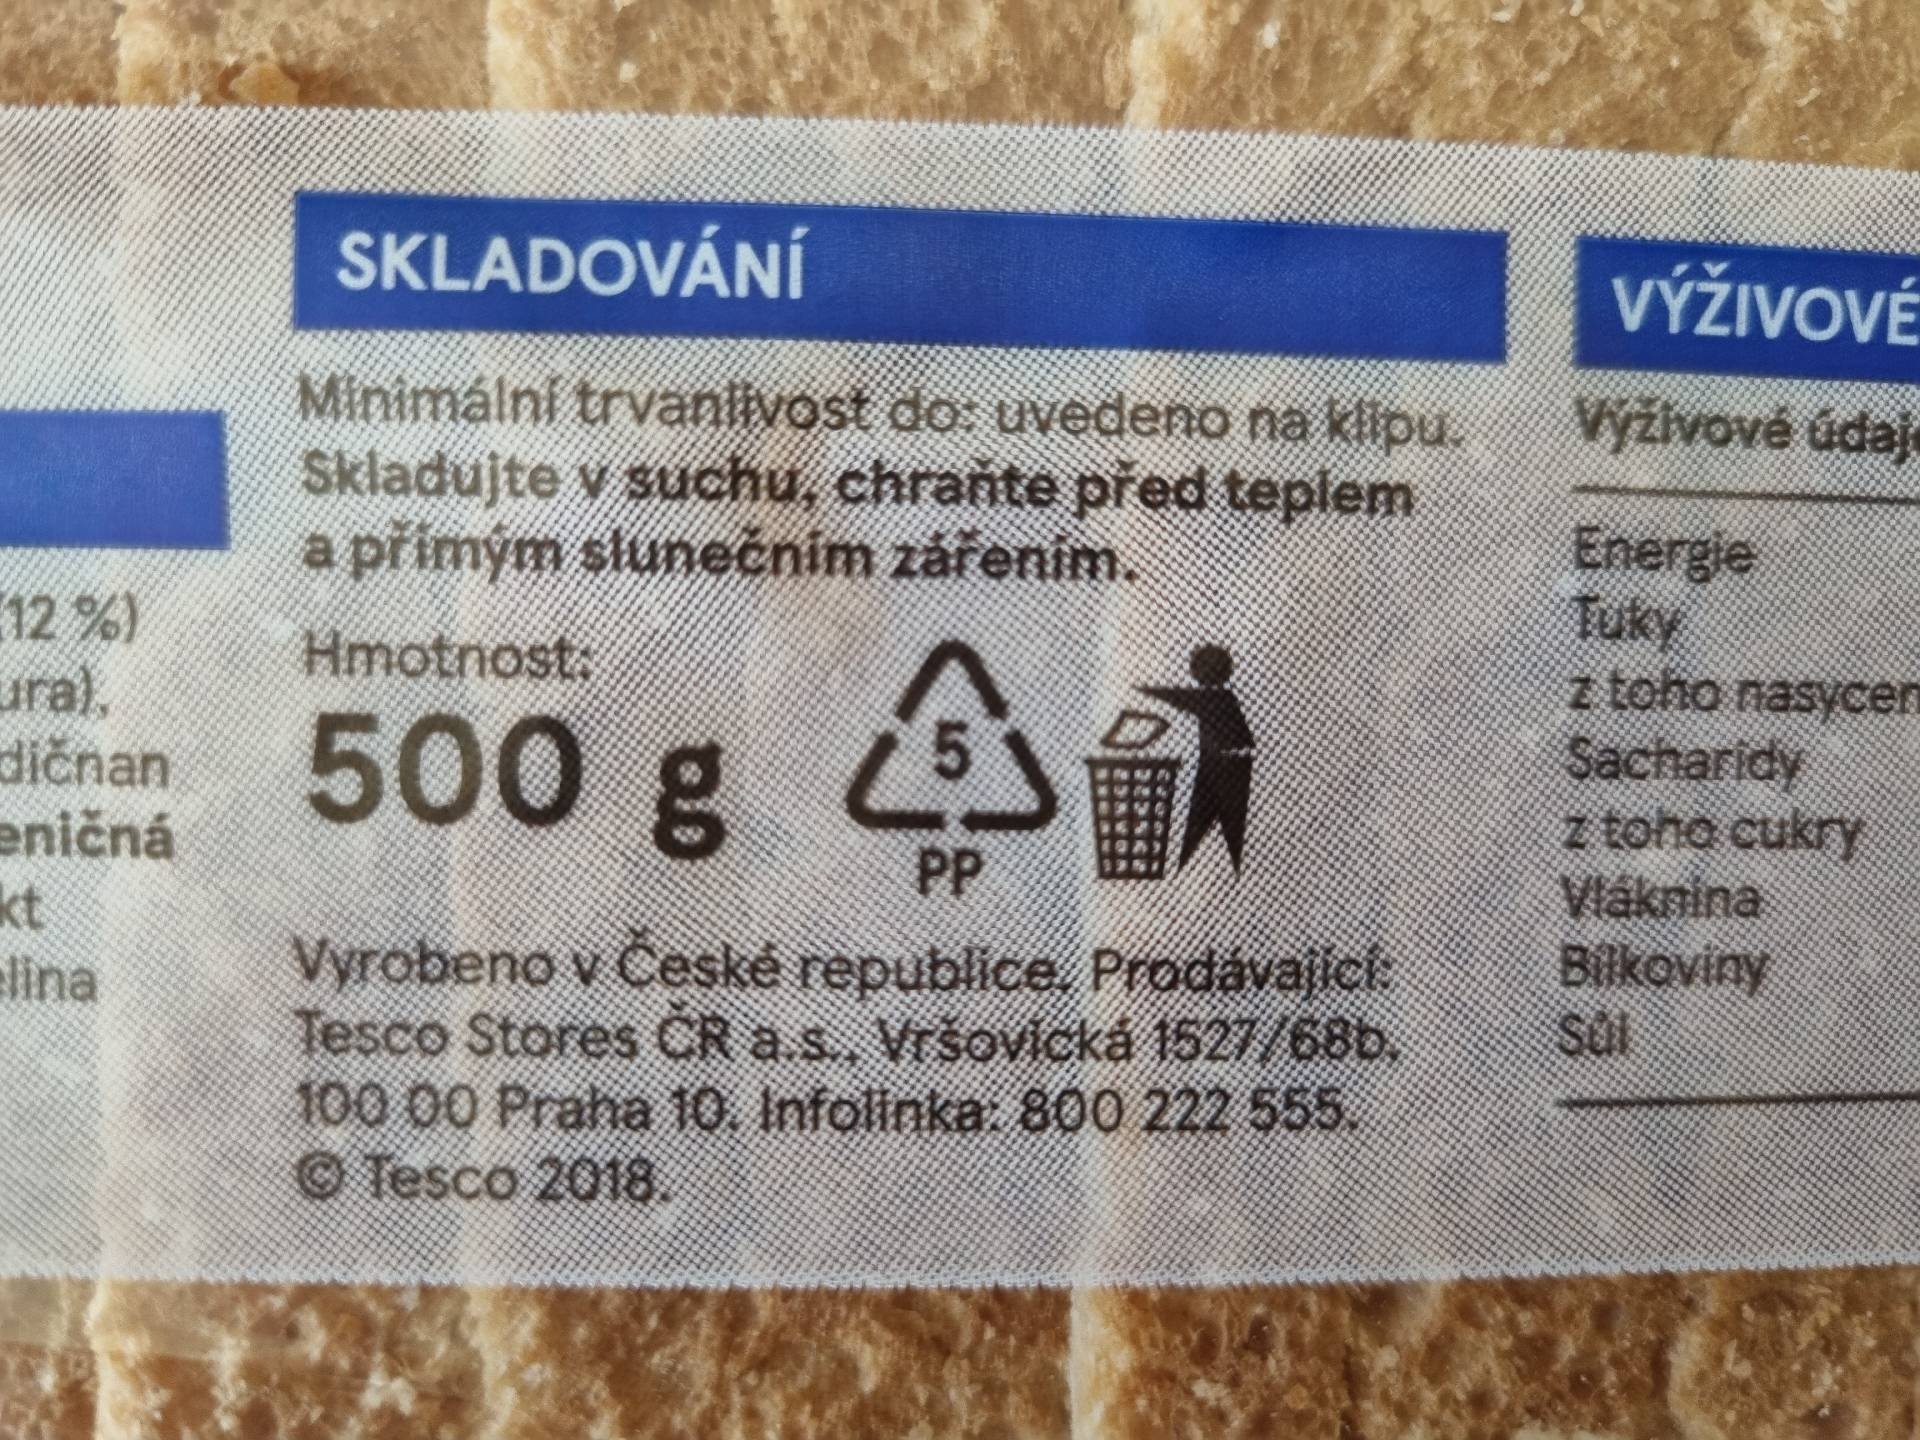 SKLADOVÁNÍ
Minimální trvanlivost do: uvedeno na klipu.
Skladujte v suchu, chraňte před teplem
a přímým slunečním zářením.
Hmotnost:
500 g
5
PP
Vyrobeno v České republice. Prodávající:
Tesco Stores ČR a.s., Vršovická 1527/68b,
100 00 Praha 10. Infolinka: 800 222 555.
© Tesco 2018.
(12 %)
ura),
dičnan
eničná
kt
elina
VÝŽIVOVÉ
Výživové údaje
Energie
Tuky
z toho nasycen
Sacharidy
z toho cukry
Vláknina
Bílkoviny
Sůl